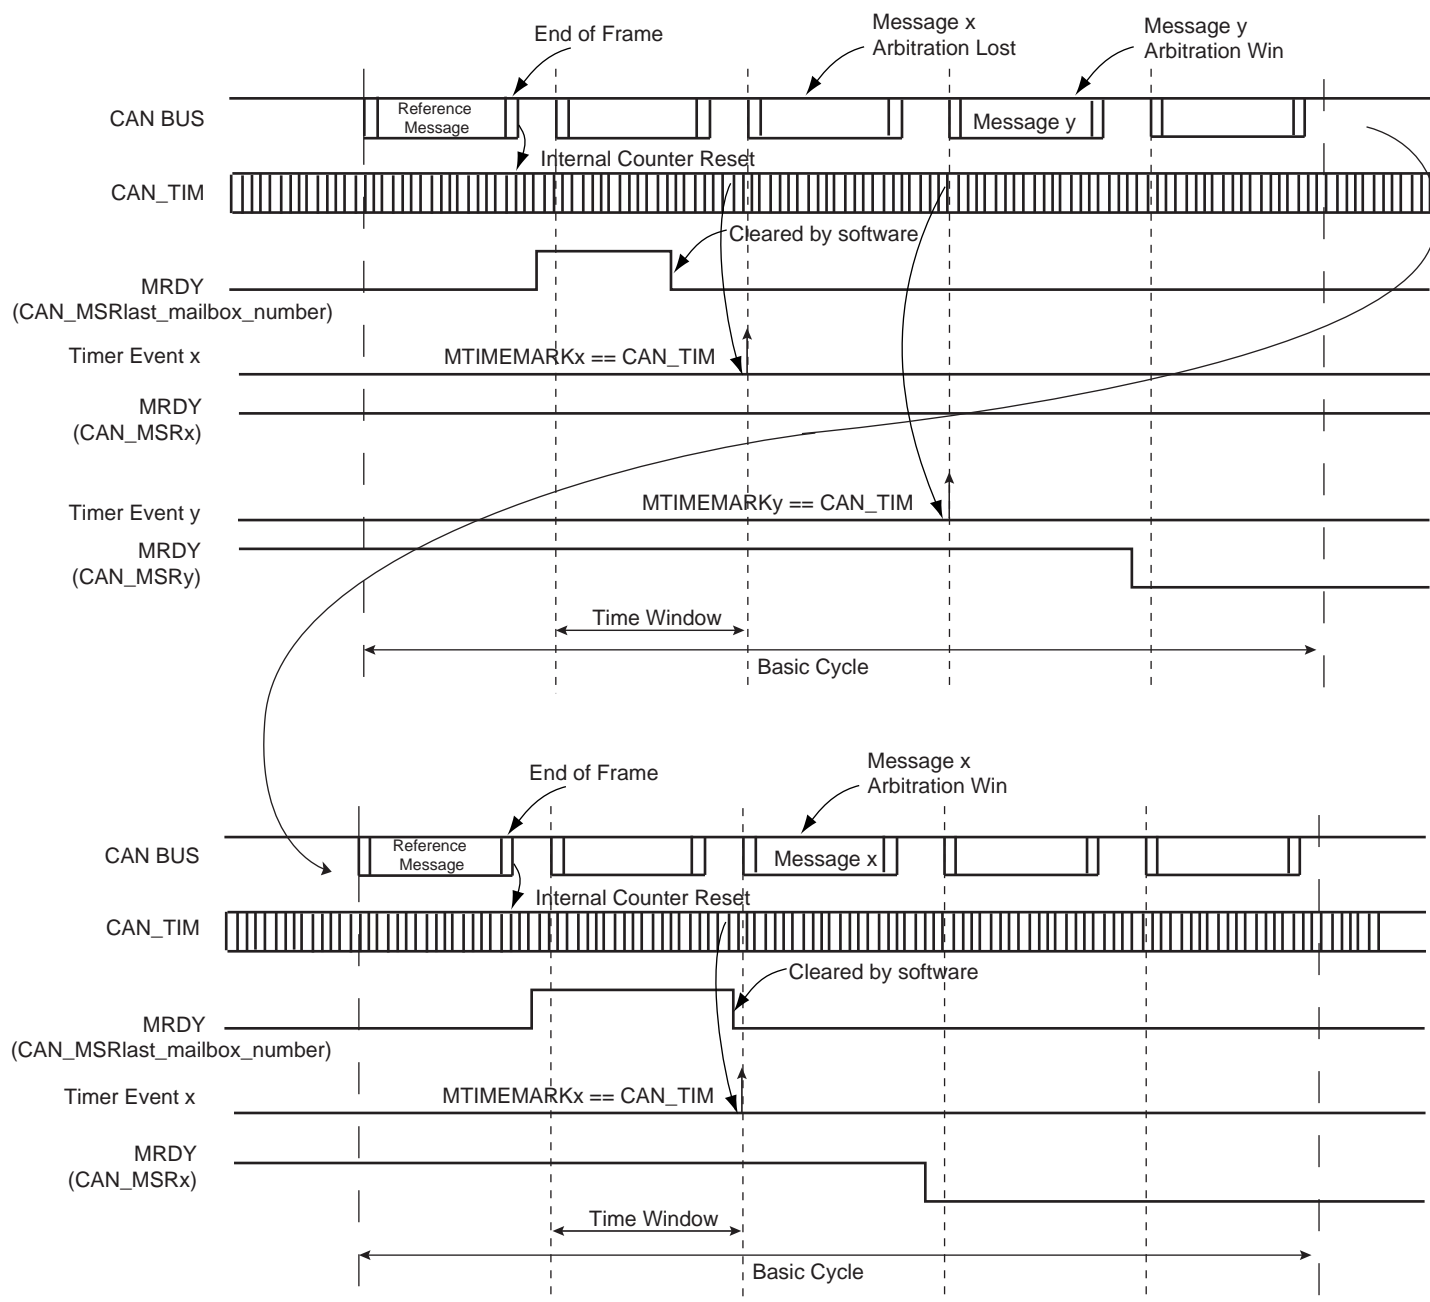 End of Frame
Message x
Arbitration Lost
Message y
Arbitration Win
CAN BUS
Reference
Message
Message y
Internal Counter Reset
CAN_TIM
Cleared by software
MRDY
(CAN_MSRlast_mailbox_number)
Timer Event x
MTIMEMARKx == CAN_TIM
MRDY
(CAN_MSRx)
Timer Event y
MTIMEMARKy == CAN_TIM
MRDY
(CAN_MSRy)
Time Window
Basic Cycle
End of Frame
Message x
Arbitration Win
CAN BUS
Reference
Message
Message x
Internal Counter Reset
CAN_TIM
Cleared by software
MRDY
(CAN_MSRlast_mailbox_number)
Timer Event x
MTIMEMARKx == CAN_TIM
MRDY
(CAN_MSRx)
Time Window
Basic Cycle